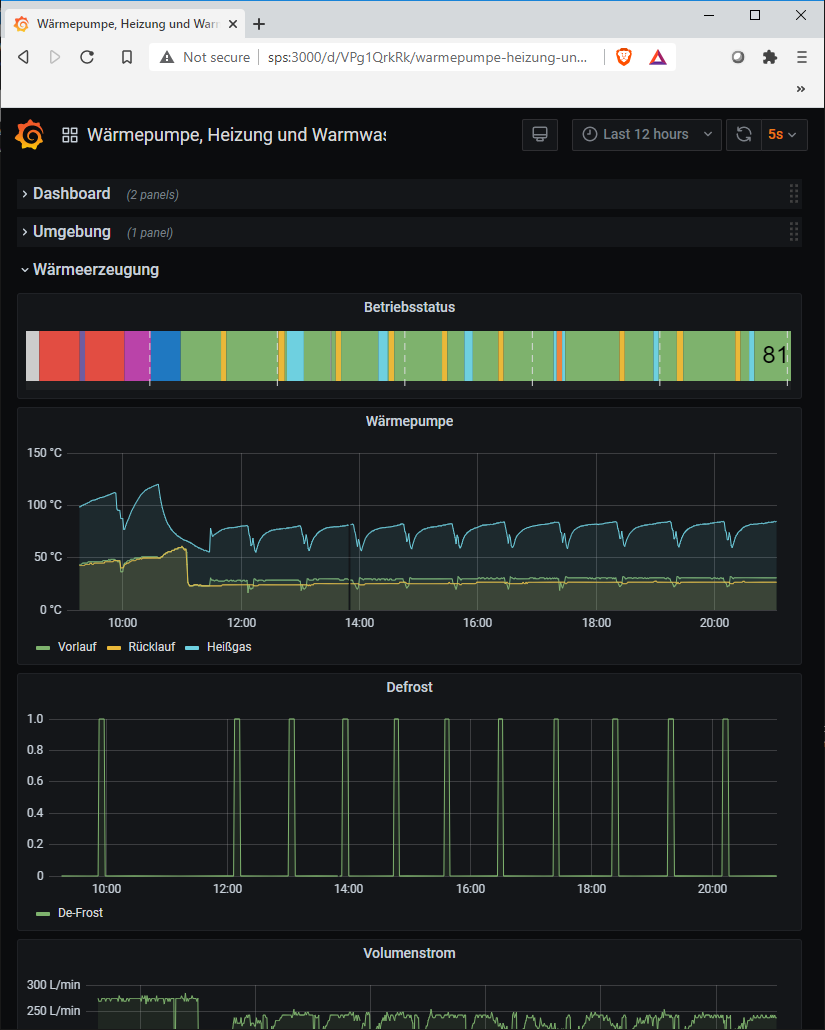 Wärmepumpe, Heizung und Warn
Not secure
sps:3000/d/VPg1QrkRk/warmepumpe-heizung-un...
»
Wärmepumpe, Heizung und Warmwas
Last 12 hours
5s
Dashboard (2 panels)
Umgebung (1 panel)
Wärmeerzeugung
Betriebsstatus
81
Wärmepumpe
150 °C
100 °C
50 °C
0 °C
10:00 12:00 14:00 16:00 18:00 20:00
Vorlauf Rücklauf Heißgas
Defrost
1.0
0.8
0.6
0.4
0.2
0
10:00 12:00 14:00 16:00 18:00 20:00
De-Frost
Volumenstrom
300 L/min
250 L/min